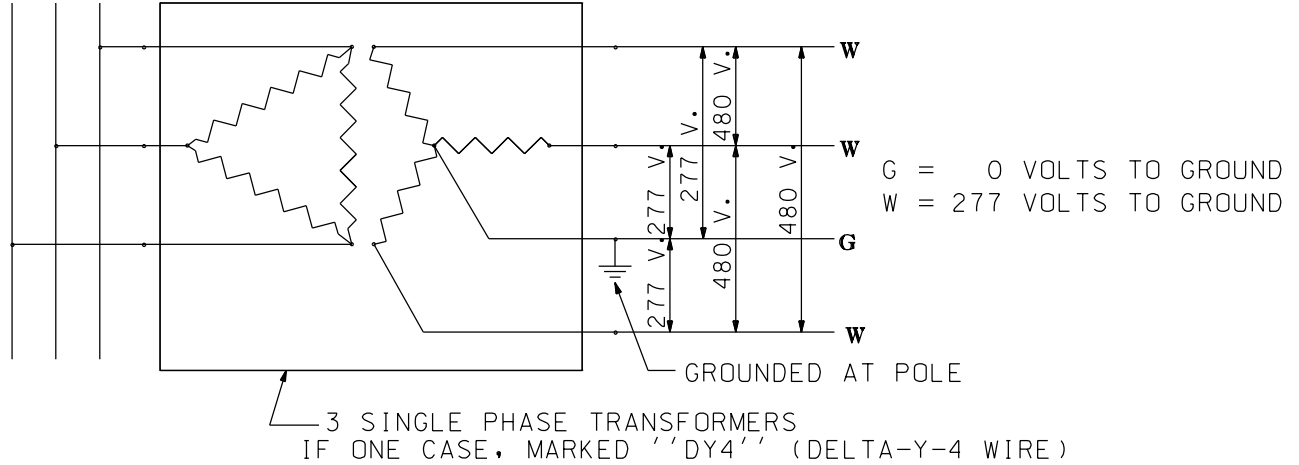 W
480 V.
277 V.
W
480 V.
277 V.
480 V.
G = 0 VOLTS TO GROUND
W = 277 VOLTS TO GROUND
G
277 V.
W
GROUNDED AT POLE
3 SINGLE PHASE TRANSFORMERS
IF ONE CASE, MARKED ''DY4'' (DELTA-Y-4 WIRE)